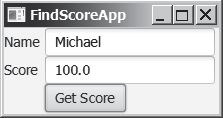 FindScoreApp
Name Michael
Score 100.0
Get Score